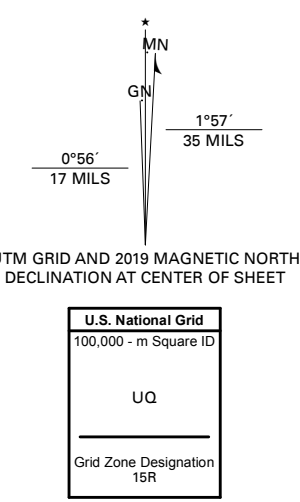 MN
GN
1°57´
35 MILS
0°56´
17 MILS
UTM GRID AND 2019 MAGNETIC NORTH
DECLINATION AT CENTER OF SHEET
U.S. National Grid
100,000 - m Square ID
UQ
Grid Zone Designation
15R